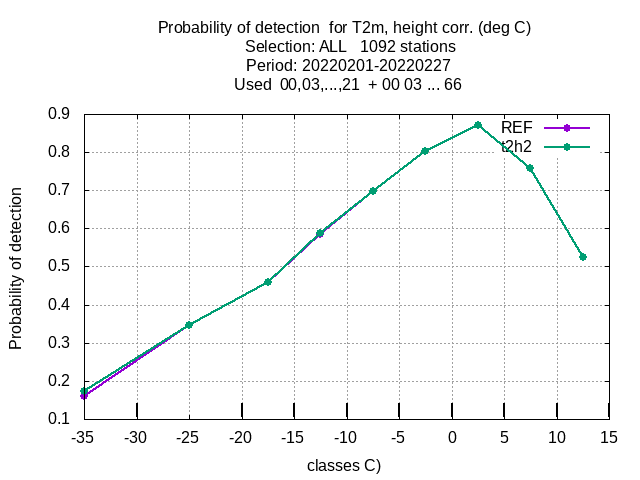 Probability of detection  for T2m, height corr. (deg C)
Selection: ALL   1092 stations
Period: 20220201-20220227
Used  00,03,...,21  + 00 03 ... 66
REF
t2h2
Probability of detection
0.9
0.8
0.7
0.6
0.5
0.4
0.3
0.2
0.1
-35 -30 -25 -20 -15 -10 -5 0 5 10 15
classes C)